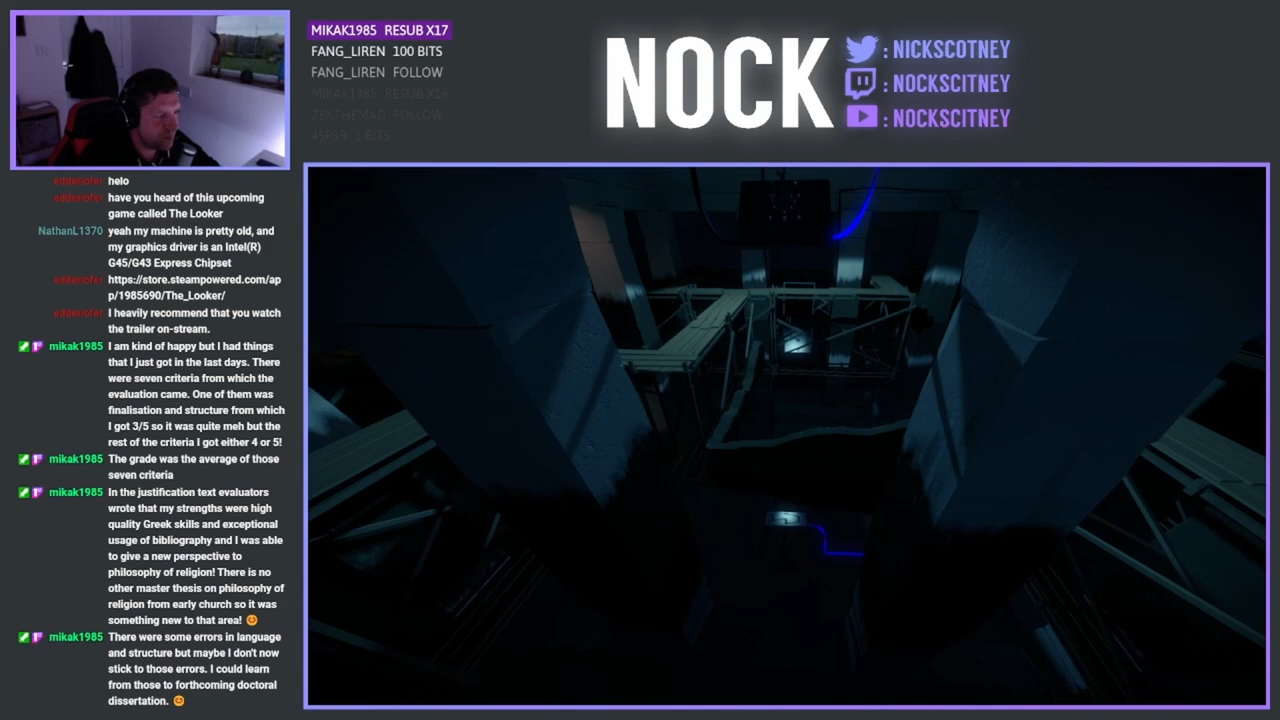 MIKAK1985 RESUB X17
FANG_LIREN 100 BITS
FANG_LIREN FOLLOW
MIKAK1985 RESUB X16
ZEKTHEMAD FOLLOW
NOCK
: NICKSCOTNEY
: NOCKSCITNEY
: NOCKSCITNEY
edderiofer helo
edderiofer have you heard of this upcoming
game called The Looker
NathanL1370 yeah my machine is pretty old, and
my graphics driver is an Intel(R)
G45/G43 Express Chipset
edderiofer https://store.steampowered.com/ap
p/1985690/The_Looker/
edderiofer I heavily recommend that you watch
the trailer on-stream.
mikak1985 I am kind of happy but I had things
that I just got in the last days. There
were seven criteria from which the
evaluation came. One of them was
finalisation and structure from which
I got 3/5 so it was quite meh but the
rest of the criteria I got either 4 or 5!
mikak1985 The grade was the average of those
seven criteria
mikak1985 In the justification text evaluators
wrote that my strengths were high
quality Greek skills and exceptional
usage of bibliography and I was able
to give a new perspective to
philosophy of religion! There is no
other master thesis on philosophy of
religion from early church so it was
something new to that area! 😊
mikak1985 There were some errors in language
and structure but maybe I don't now
stick to those errors. I could learn
from those to forthcoming doctoral
dissertation. 😊